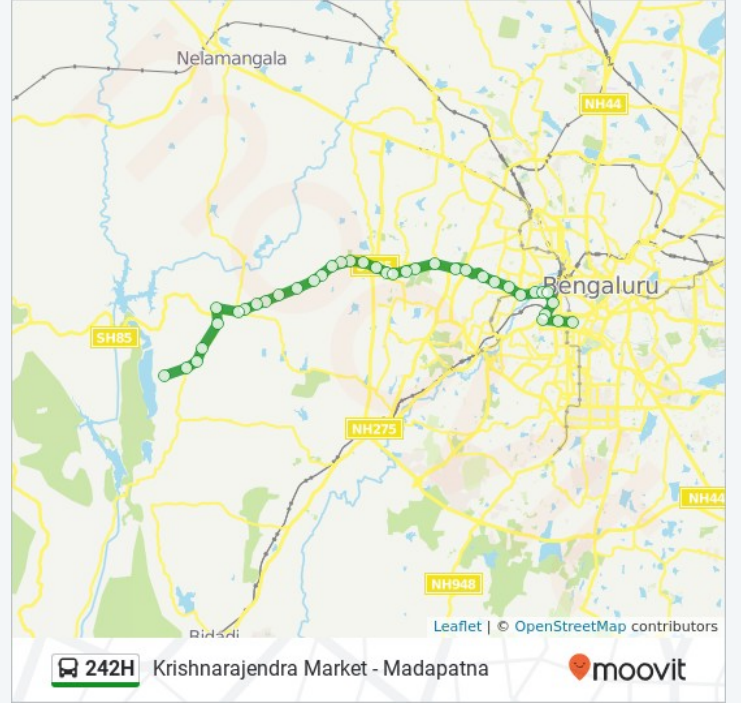 Nelamangala
NH44
Bengaluru
SH85
NH275
NH44
NH948
Bidadi
Leaflet | © OpenStreetMap contributors
242H Krishnarajendra Market - Madapatna moovit